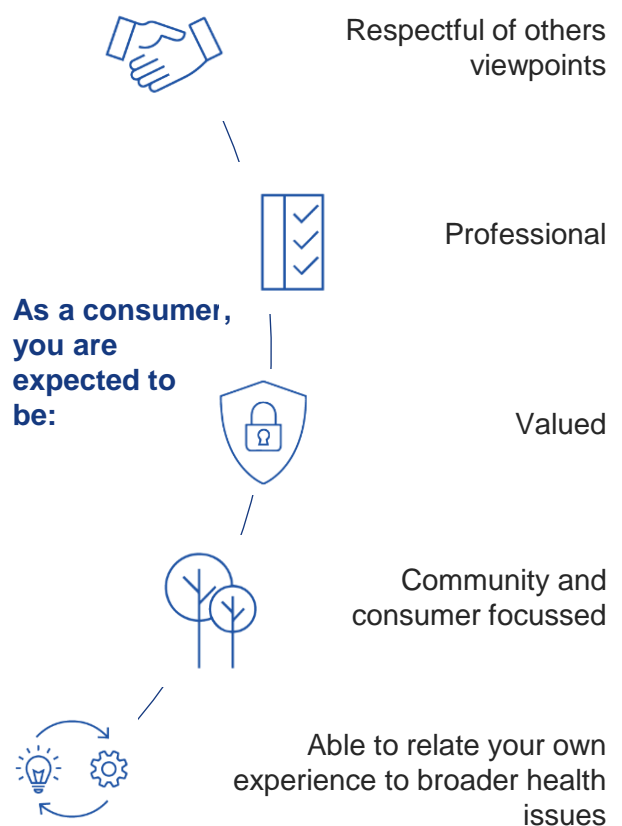 Respectful of others
viewpoints
Professional
As a consumer,
you are
expected to
be:
Valued
Community and
consumer focussed
Able to relate your own
experience to broader health
issues